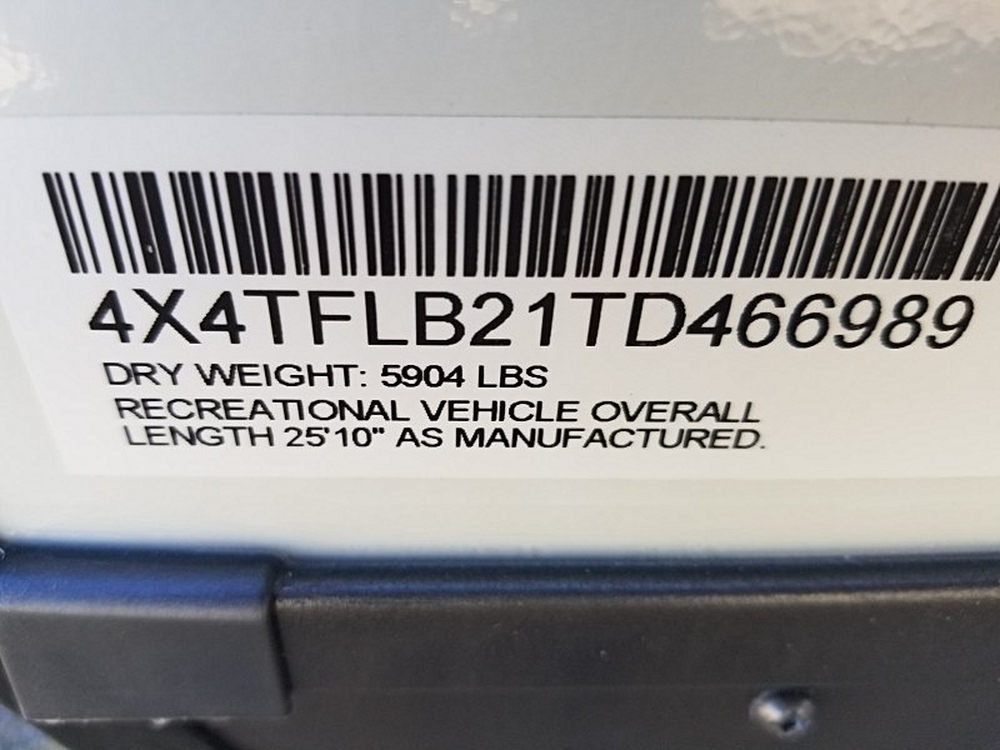 4X4TFLB21TD466989
DRY WEIGHT: 5904 LBS
RECREATIONAL VEHICLE OVERALL
LENGTH 25'10" AS MANUFACTURED.